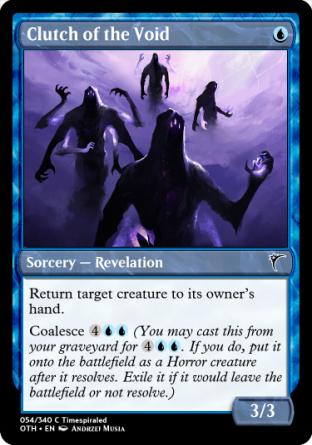 Clutch of the Void
Sorcery — Revelation
Return target creature to its owner's
hand.
Coalesce 4 (You may cast this from
your graveyard for 4. If you do, put it
onto the battlefield as a Horror creature
after it resolves. Exile it if it would leave the
battlefield or not resolve.)
054/340 C Timespiraled
OTH • EN Andrzej Musia
3/3